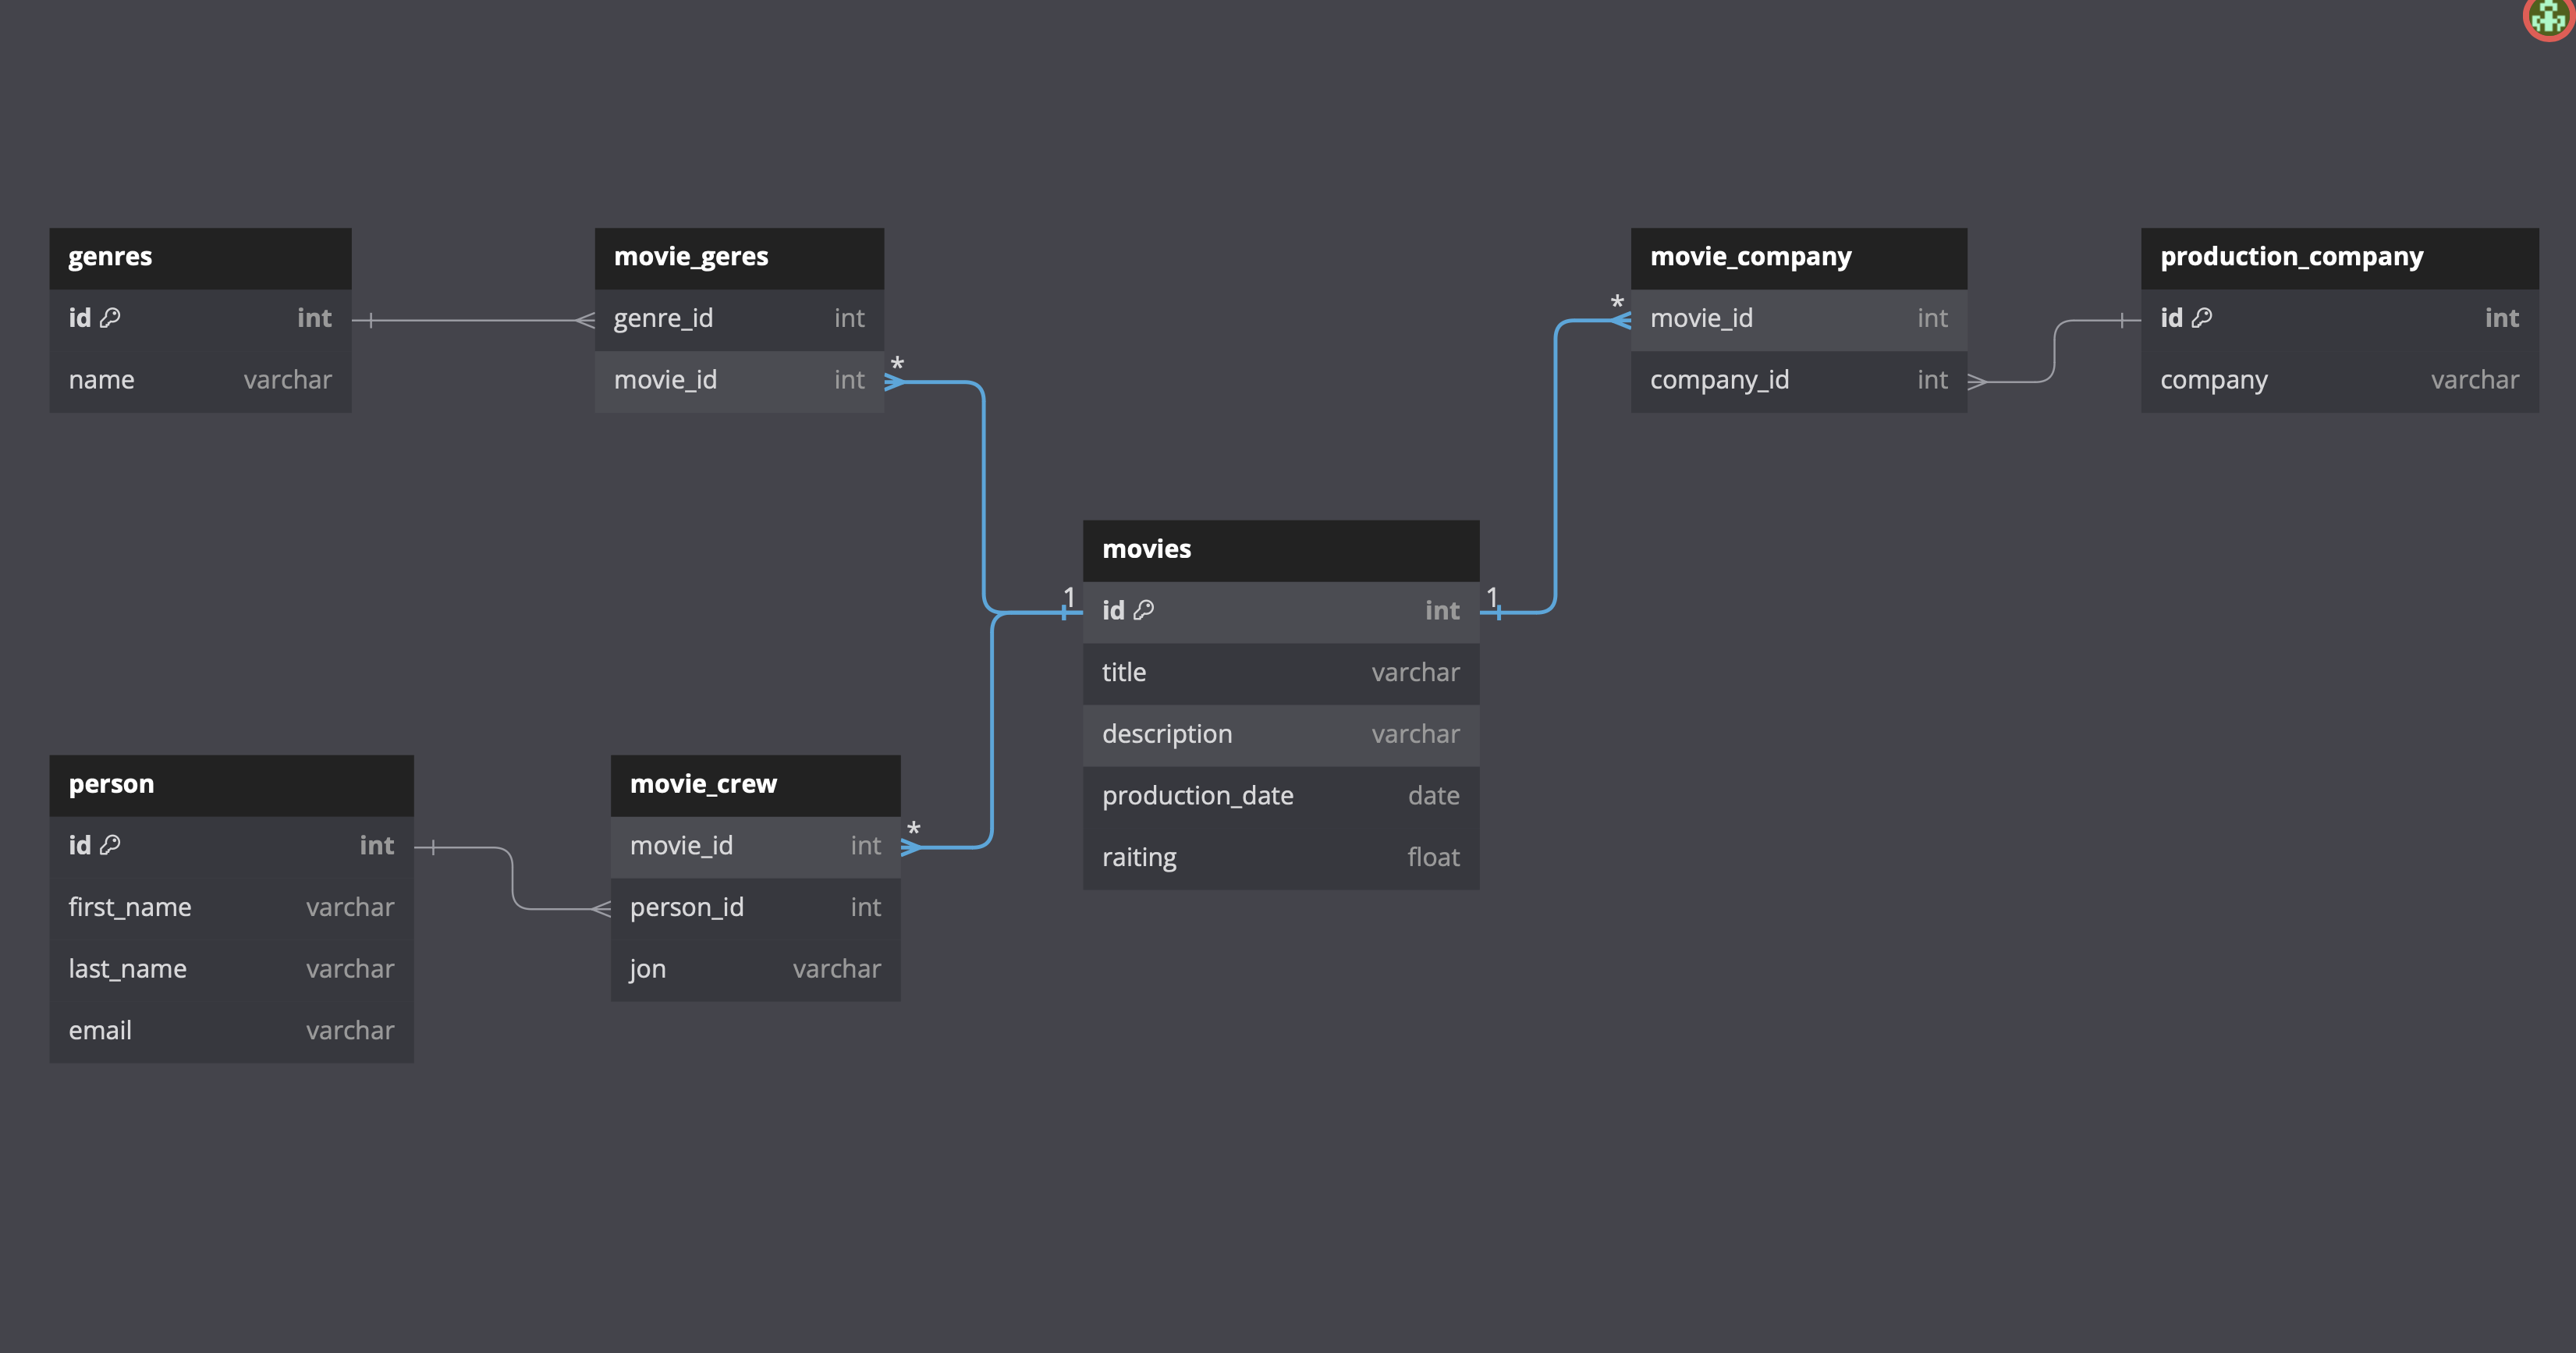 genres
id int
name varchar
movie_geres
genre_id int
movie_id int
*
movie_company
* movie_id int
company_id int
production_company
id int
company varchar
movies
1 id int 1
title varchar
description varchar
production_date date
raiting float
person
id int
first_name varchar
last_name varchar
email varchar
movie_crew
movie_id int *
person_id int
jon varchar